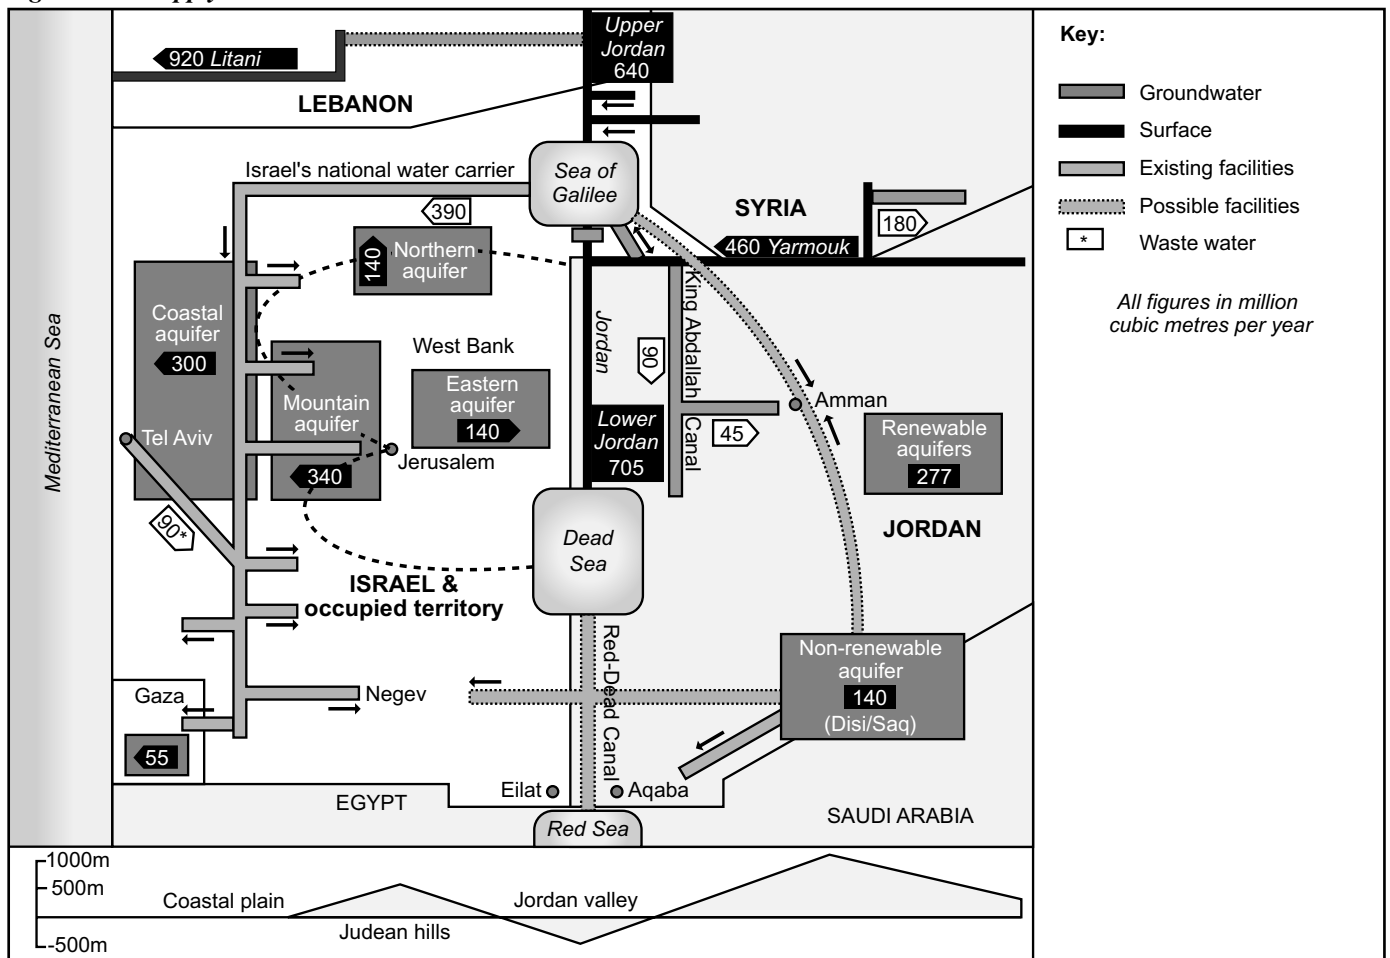 Upper
Jordan
640
920 Litani
LEBANON
Israel's national water carrier
Sea of
Galilee
390
SYRIA
180
460 Yarmouk
Northern
aquifer
140
Coastal
aquifer
300
West Bank
Mountain
aquifer
340
Eastern
aquifer
140
Jordan
90
King Abdallah Canal
45
Amman
Lower
Jordan
705
Renewable
aquifers
277
Tel Aviv
Jerusalem
90*
JORDAN
Dead
Sea
ISRAEL &
occupied territory
Red-Dead Canal
Non-renewable
aquifer
140
(Disi/Saq)
Gaza
Negev
55
Eilat
Aqaba
EGYPT
SAUDI ARABIA
Red Sea
Mediterranean Sea
1000m
500m
-500m
Coastal plain
Judean hills
Jordan valley
Key:
Groundwater
Surface
Existing facilities
Possible facilities
* Waste water
All figures in million
cubic metres per year